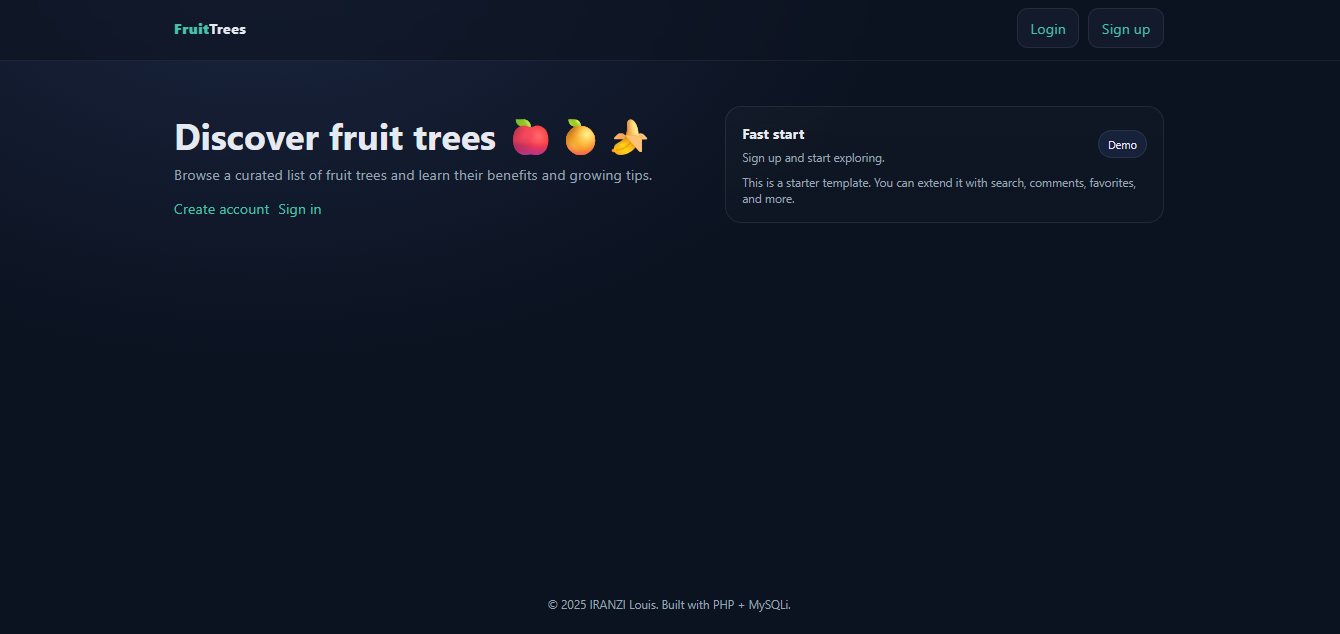 FruitTrees
Login
Sign up
Discover fruit trees
Browse a curated list of fruit trees and learn their benefits and growing tips.
Create account
Sign in
Fast start
Sign up and start exploring.
Demo
This is a starter template. You can extend it with search, comments, favorites,
and more.
© 2025 IRANZI Louis. Built with PHP + MySQLi.